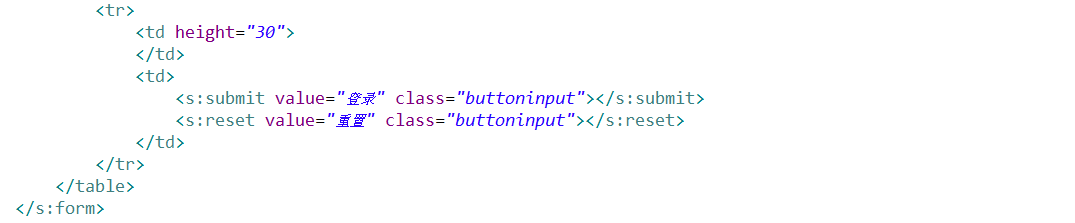 <tr>
<td height="30">
</td>
<td>
<s:submit value="登录" class="buttoninput"></s:submit>
<s:reset value="重置" class="buttoninput"></s:reset>
</td>
</tr>
</table>
</s:form>